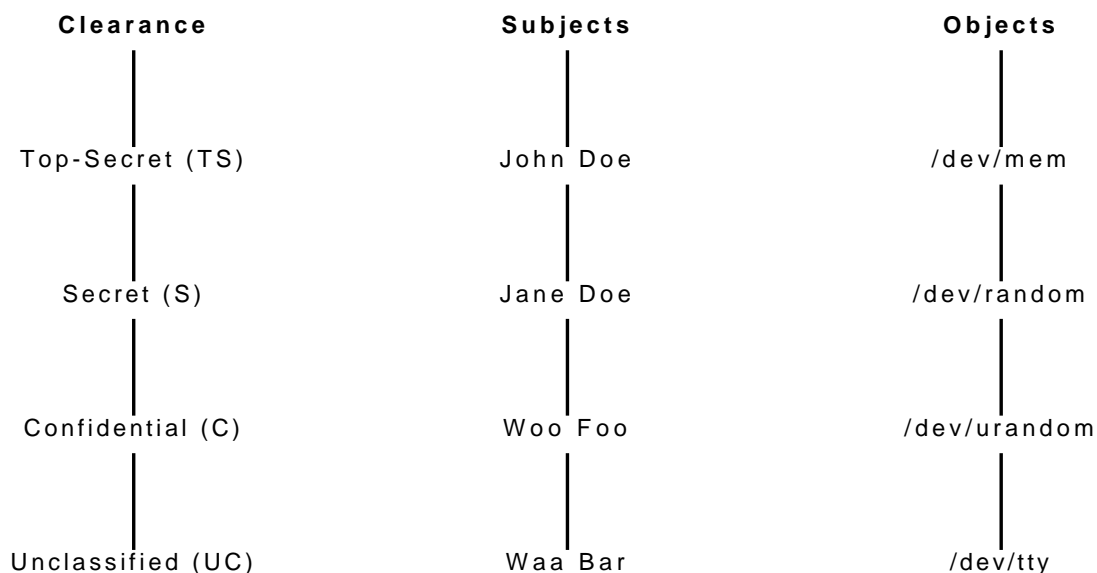 Clearance Subjects Objects
Top-Secret (TS) John Doe /dev/mem
Secret (S) Jane Doe /dev/random
Confidential (C) Woo Foo /dev/urandom
Unclassified (UC) Waa Bar /dev/tty